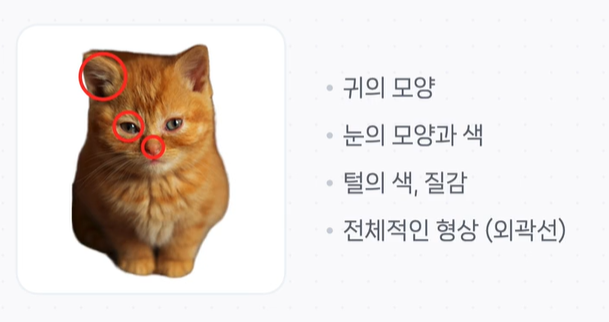 귀의 모양
눈의 모양과 색
털의 색, 질감
전체적인 형상 (외곽선)